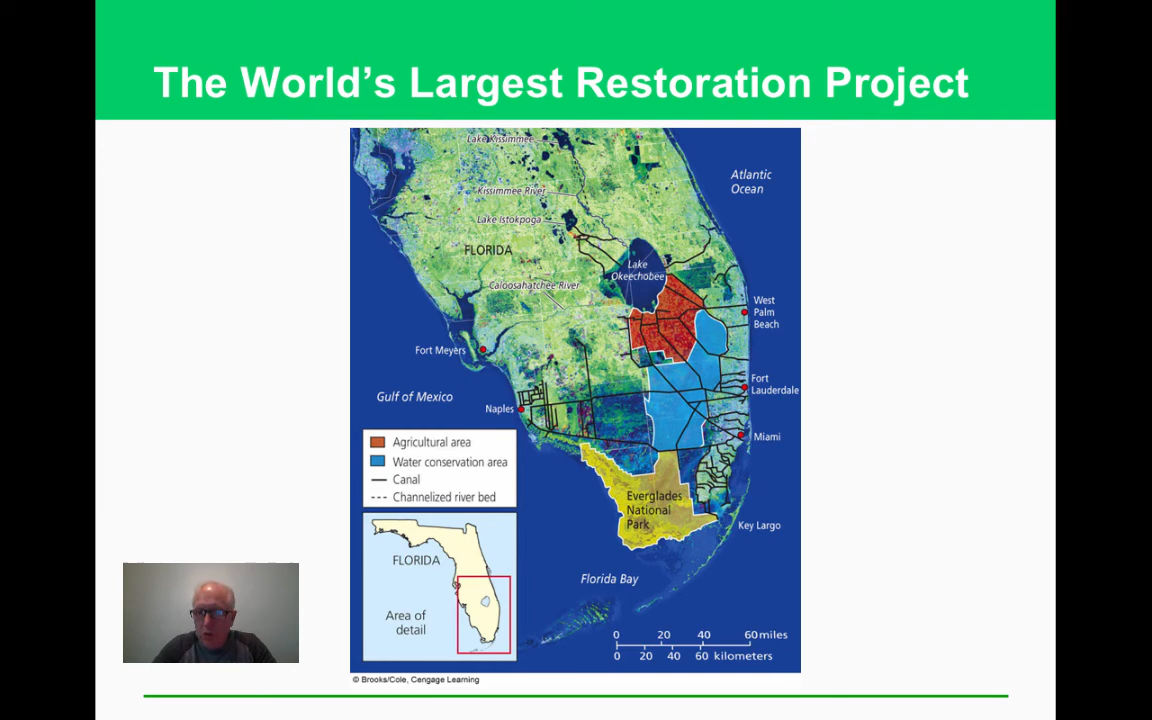 The World’s Largest Restoration Project
Lake Kissimmee
Atlantic
Ocean
Kissimmee River
Lake Istokpoga
FLORIDA
Lake
Okeechobee
Caloosahatchee River
West
Palm
Beach
Fort Meyers
Fort
Lauderdale
Gulf of Mexico
Naples
Miami
Agricultural area
Water conservation area
Canal
Channelized river bed
Everglades
National
Park
Key Largo
FLORIDA
Area of
detail
Florida Bay
0 20 40 60 miles
0 20 40 60 kilometers
© Brooks/Cole, Cengage Learning